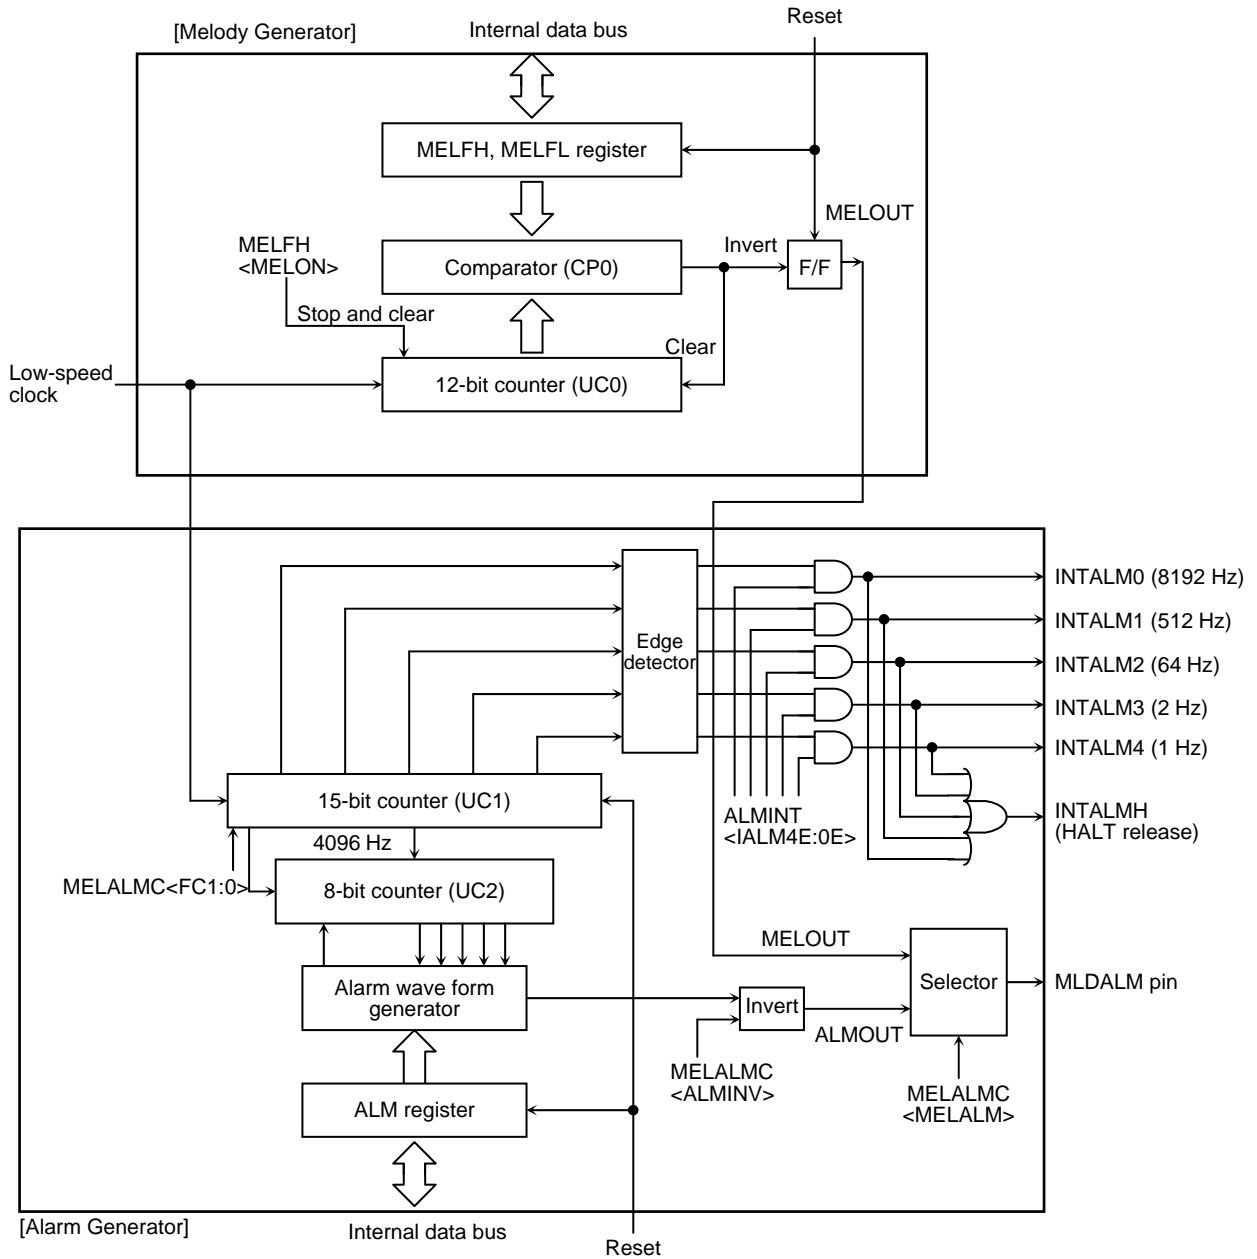 Reset
[Melody Generator]
Internal data bus
MELFH, MELFL register
MELOUT
MELFH
<MELON>
Invert
Comparator (CP0)
F/F
Stop and clear
Clear
Low-speed
clock
12-bit counter (UC0)
INTALM0 (8192 Hz)
INTALM1 (512 Hz)
Edge
detector
INTALM2 (64 Hz)
INTALM3 (2 Hz)
INTALM4 (1 Hz)
15-bit counter (UC1)
ALMINT
<IALM4E:0E>
INTALMH
(HALT release)
4096 Hz
MELALMC<FC1:0>
8-bit counter (UC2)
MELOUT
Alarm wave form
generator
Selector
MLDALM pin
Invert
ALMOUT
MELALMC
<ALMINV>
MELALMC
<MELALM>
ALM register
[Alarm Generator]
Internal data bus
Reset